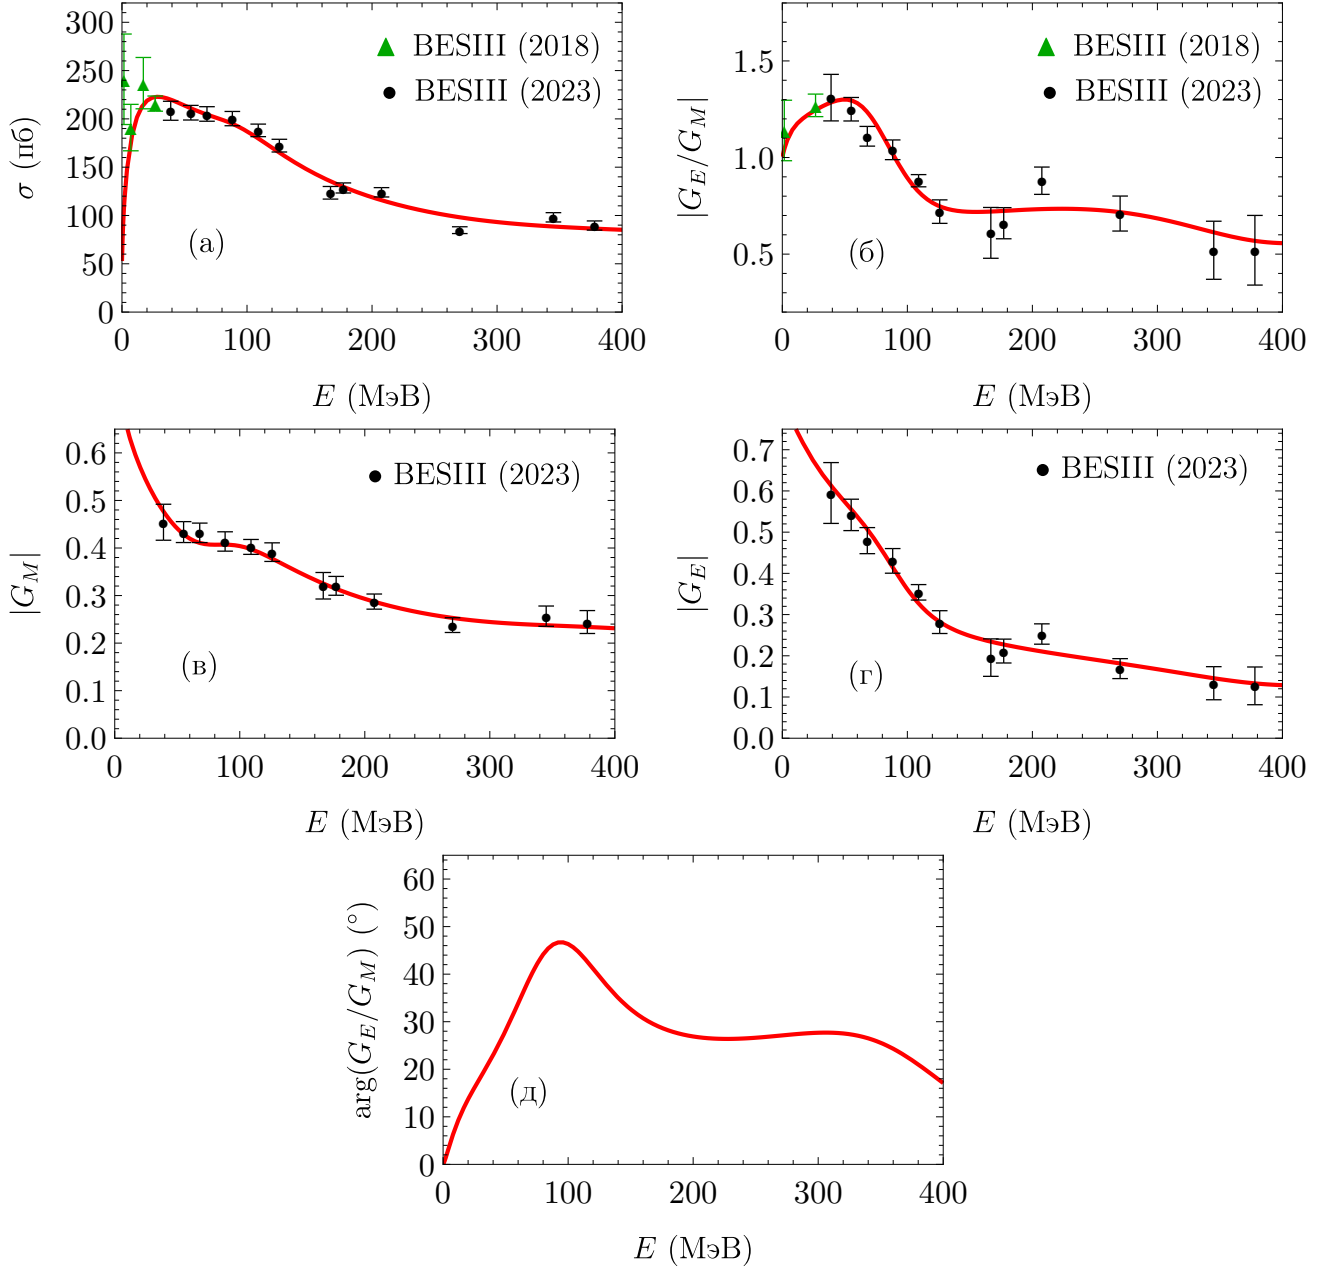 300
250
200
150
100
50
0
σ (пб)
BESIII (2018)
BESIII (2023)
(а)
0 100 200 300 400
E (МэВ)
1.5
1.0
0.5
|G_E/G_M|
BESIII (2018)
BESIII (2023)
(б)
0 100 200 300 400
E (МэВ)
0.6
0.5
0.4
0.3
0.2
0.1
0.0
|G_M|
BESIII (2023)
(в)
0 100 200 300 400
E (МэВ)
0.7
0.6
0.5
0.4
0.3
0.2
0.1
0.0
|G_E|
BESIII (2023)
(г)
0 100 200 300 400
E (МэВ)
60
50
40
30
20
10
0
arg(G_E/G_M) (°)
(д)
0 100 200 300 400
E (МэВ)